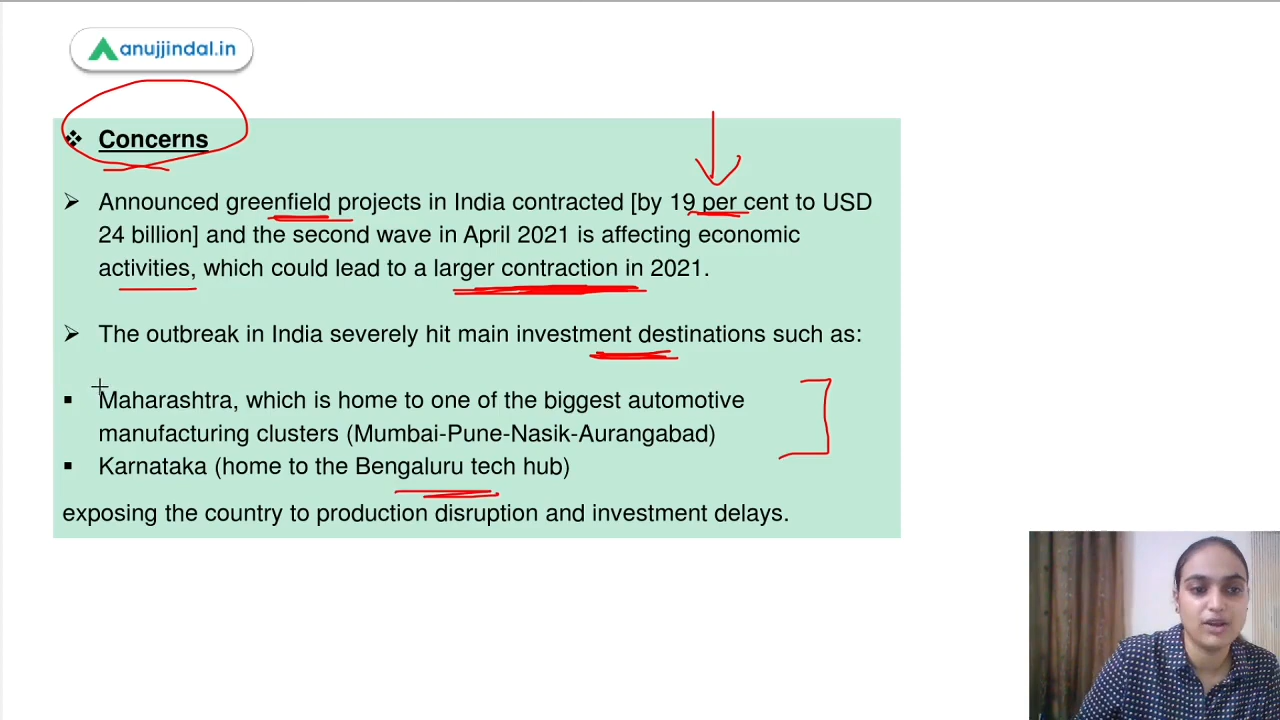 anujjindal.in
❖ Concerns
➢ Announced greenfield projects in India contracted [by 19 per cent to USD
24 billion] and the second wave in April 2021 is affecting economic
activities, which could lead to a larger contraction in 2021.
➢ The outbreak in India severely hit main investment destinations such as:
▪ Maharashtra, which is home to one of the biggest automotive
manufacturing clusters (Mumbai-Pune-Nasik-Aurangabad)
▪ Karnataka (home to the Bengaluru tech hub)
exposing the country to production disruption and investment delays.